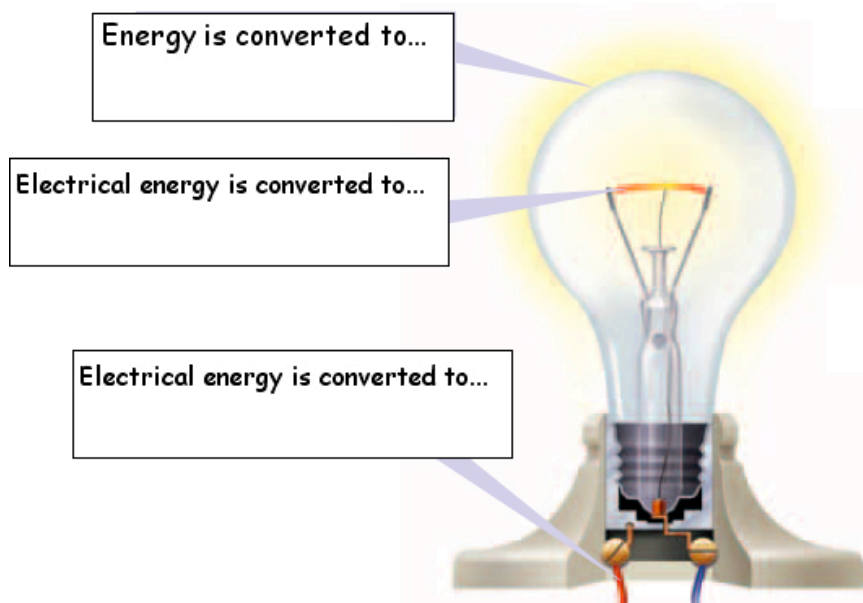 Energy is converted to...
Electrical energy is converted to...
Electrical energy is converted to...